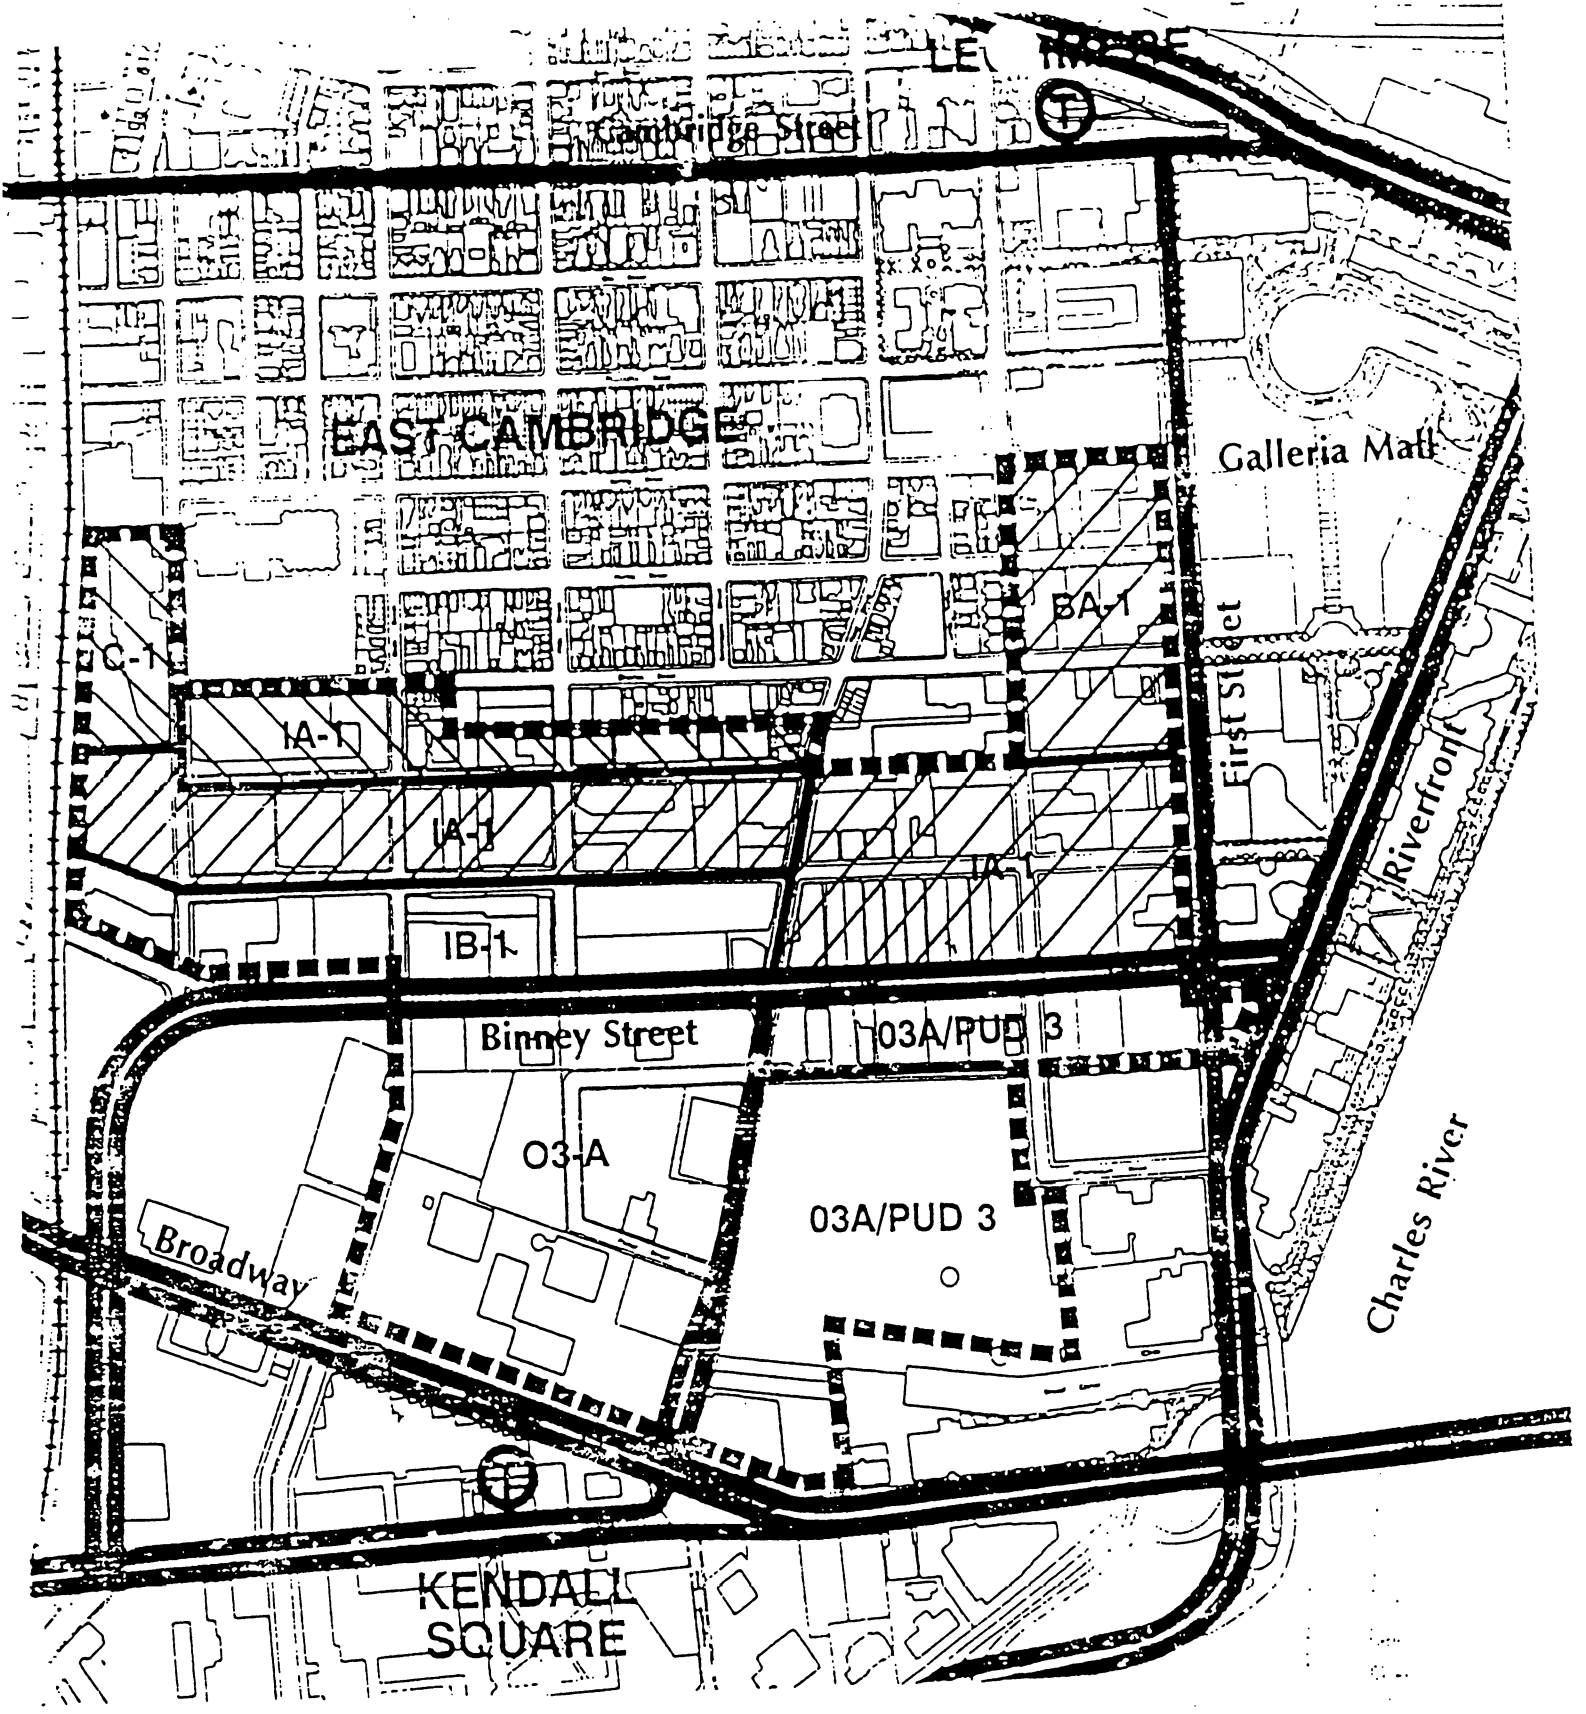 T
Cambridge Street
EAST CAMBRIDGE
Galleria Mall
BA-1
C-1
First Street
IA-1
IA-1
Riverfront
IB-1
Binney Street
03A/PUD 3
O3-A
03A/PUD 3
Charles River
Broadway
T
KENDALL
SQUARE